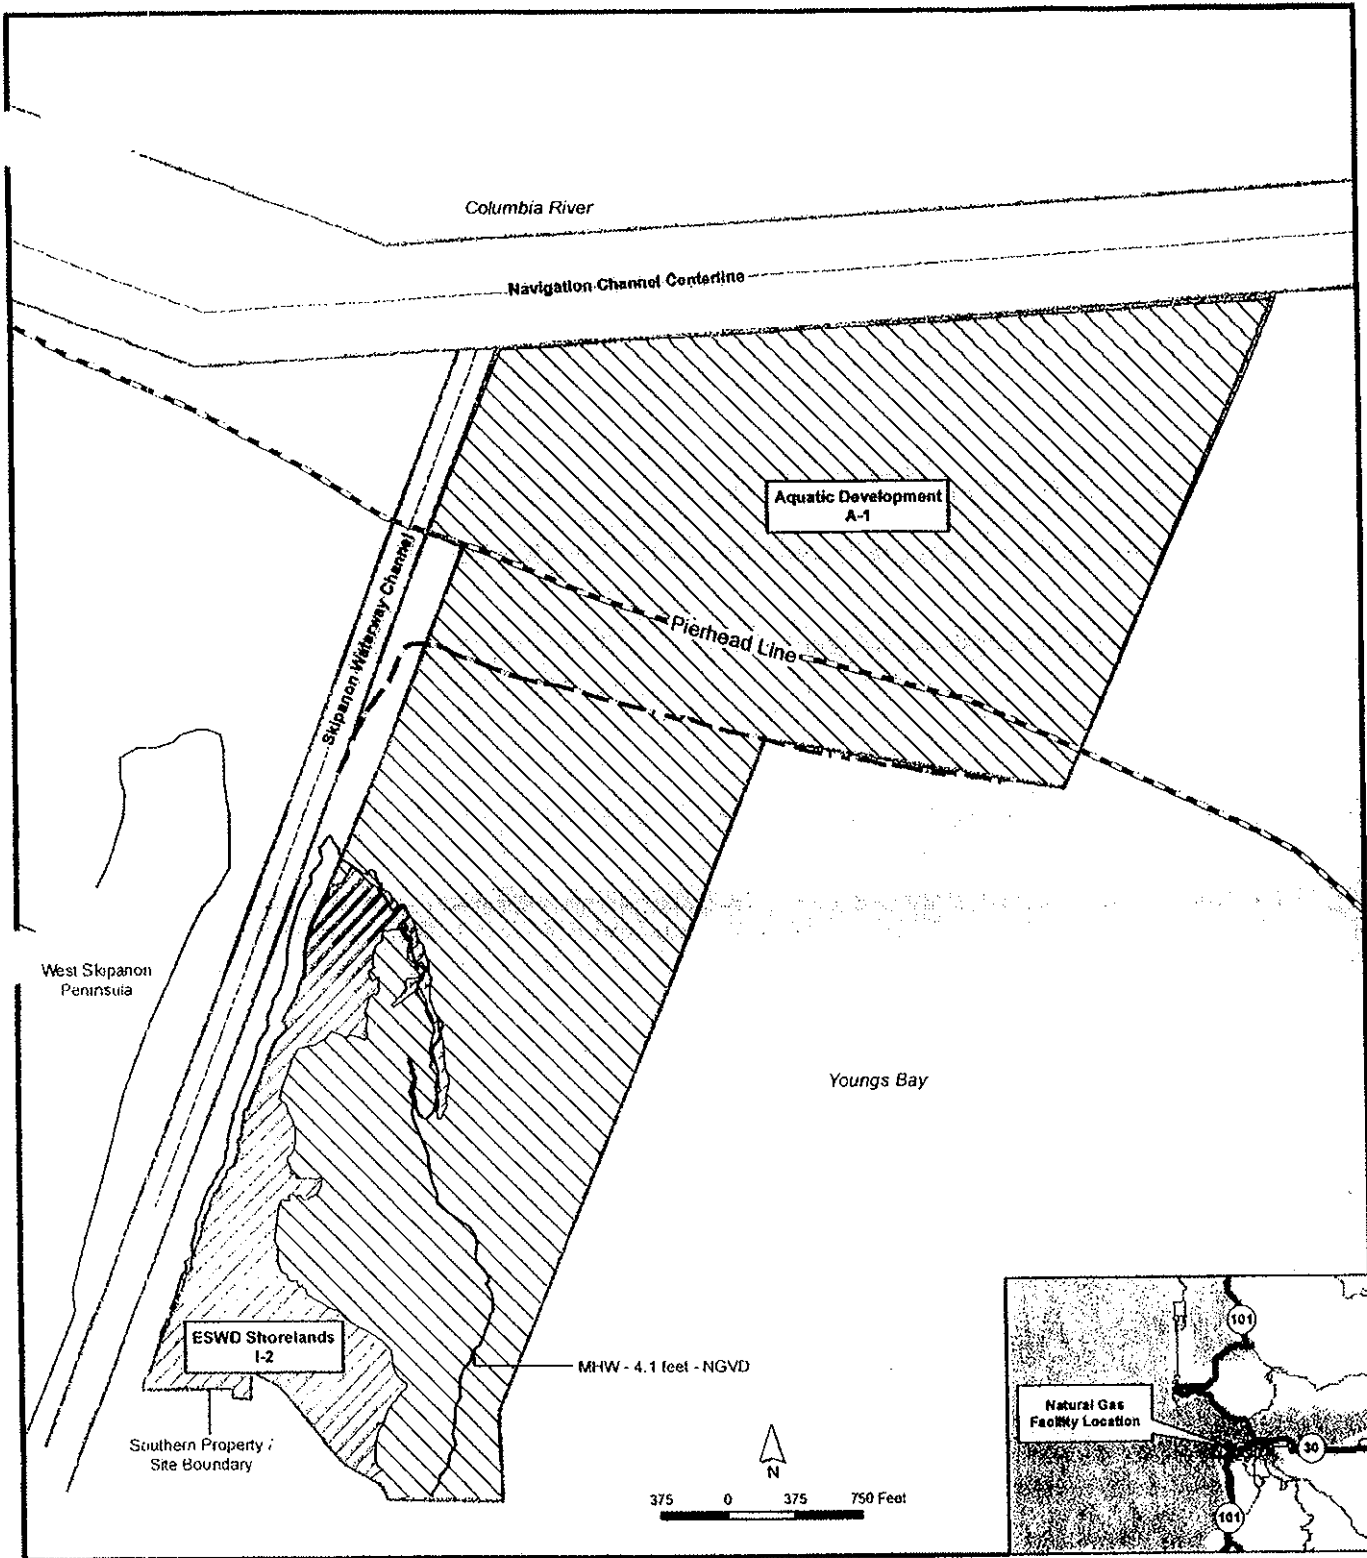 Columbia River
Navigation Channel Centerline
Aquatic Development
A-1
Skipanon Waterway Channel
Pierhead Line
West Skipanon
Peninsula
Youngs Bay
ESWD Shorelands
I-2
MHW - 4.1 feet - NGVD
Southern Property /
Site Boundary
N
375 0 375 750 Feet
101
Natural Gas
Facility Location
30
101